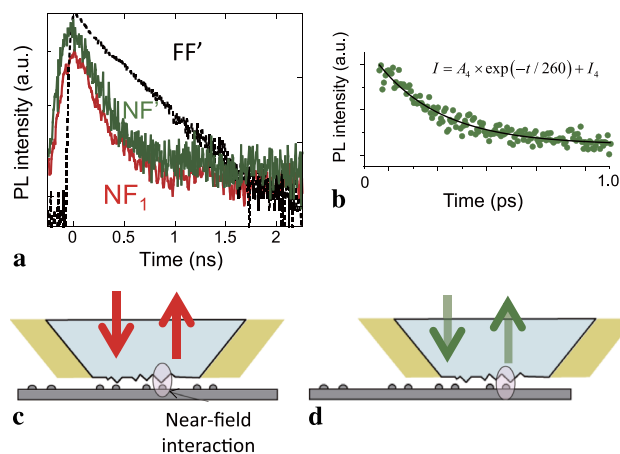 PL intensity (a.u.)
FF'
NF'
NF1
0
0.5
1
1.5
2
Time (ns)
a
PL intensity (a.u.)
I = A4 × exp(−t / 260) + I4
0
1.0
Time (ps)
b
c
Near-field
interaction
d